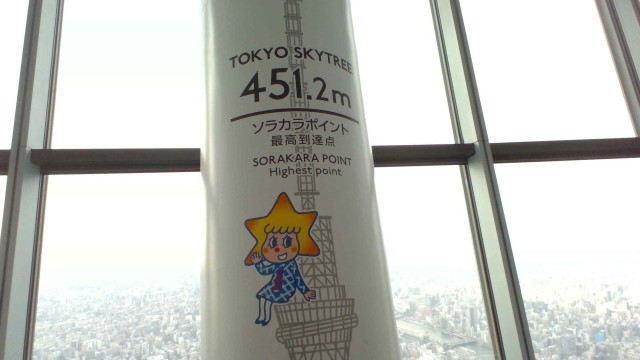 TOKYO SKYTREE
451.2m
ソラカラポイント
最高到達点
SORAKARA POINT
Highest point